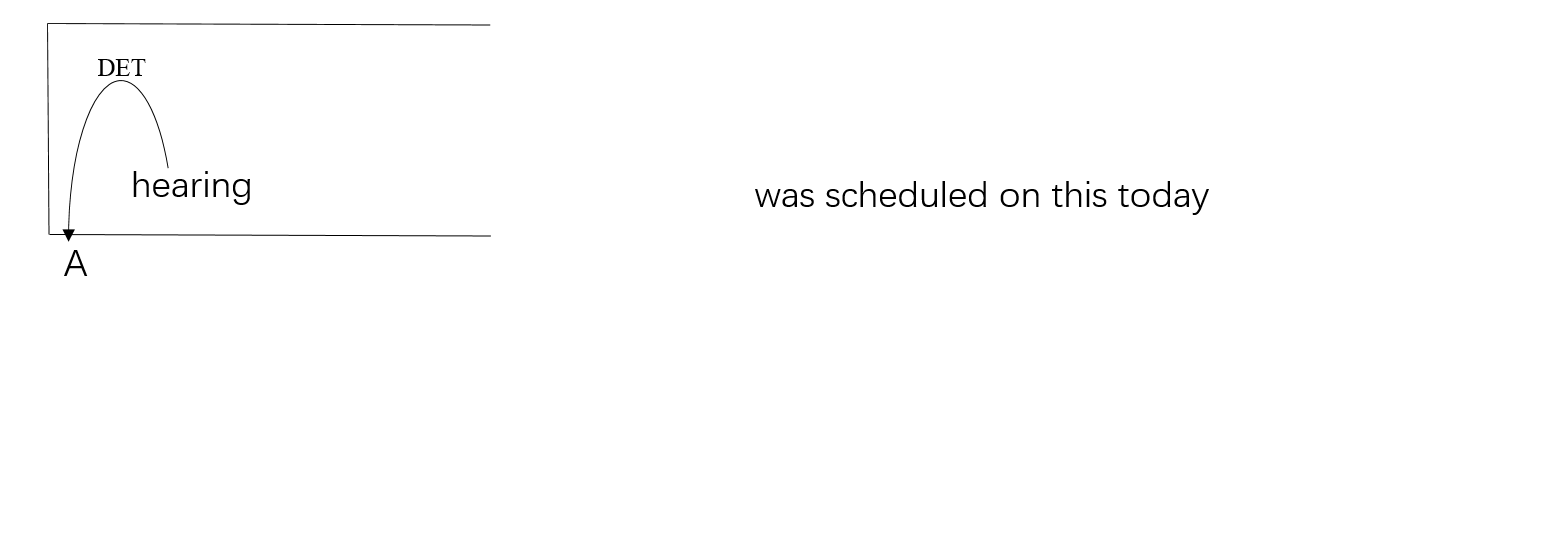 DET
hearing
was scheduled on this today
A